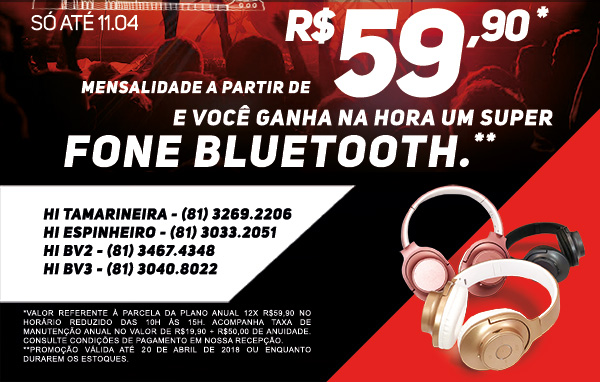 SÓ ATÉ 11.04
R$59,90*
MENSALIDADE A PARTIR DE
E VOCÊ GANHA NA HORA UM SUPER
FONE BLUETOOTH.**
HI TAMARINEIRA - (81) 3269.2206
HI ESPINHEIRO - (81) 3033.2051
HI BV2 - (81) 3467.4348
HI BV3 - (81) 3040.8022
*VALOR REFERENTE À PARCELA DA PLANO ANUAL 12X R$59,90 NO
HORÁRIO REDUZIDO DAS 10H ÀS 15H. ACOMPANHA TAXA DE
MANUTENÇÃO ANUAL NO VALOR DE R$19,90 + R$50,00 DE ANUIDADE.
CONSULTE CONDIÇÕES DE PAGAMENTO EM NOSSA RECEPÇÃO.
**PROMOÇÃO VÁLIDA ATÉ 20 DE ABRIL DE 2018 OU ENQUANTO
DURAREM OS ESTOQUES.